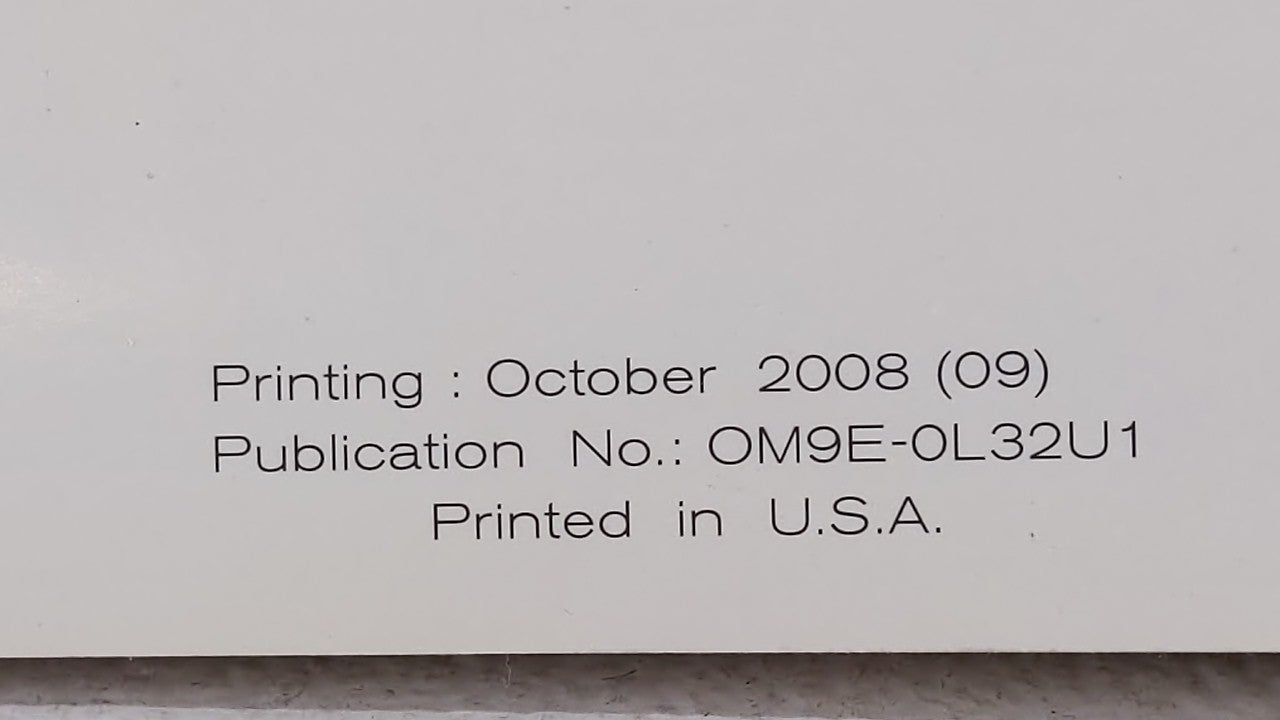 Printing : October 2008 (09)
Publication No.: OM9E-0L32U1
Printed in U.S.A.